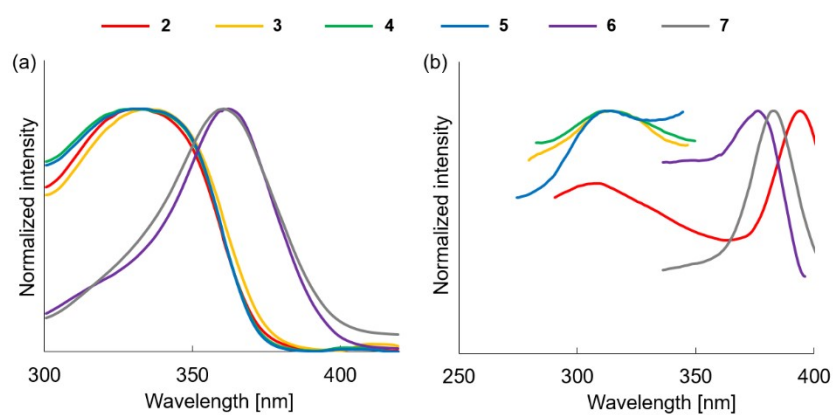 2 3 4 5 6 7
(a) (b)
Normalized intensity Normalized intensity
300 350 400 250 300 350 400
Wavelength [nm] Wavelength [nm]